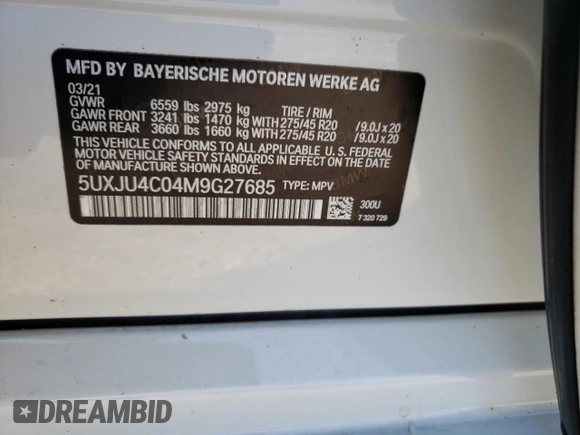 MFD BY BAYERISCHE MOTOREN WERKE AG
03/21
GVWR 6559 lbs 2975 kg TIRE / RIM
GAWR FRONT 3241 lbs 1470 kg WITH 275/45 R20 /9.0J x 20
GAWR REAR 3660 lbs 1660 kg WITH 275/45 R20 /9.0J x 20
THIS VEHICLE CONFORMS TO ALL APPLICABLE U. S. FEDERAL
MOTOR VEHICLE SAFETY STANDARDS IN EFFECT ON THE DATE OF
MANUFACTURE SHOWN ABOVE.
5UXJU4C04M9G27685 TYPE: MPV
300U
7 320 729
DREAMBID